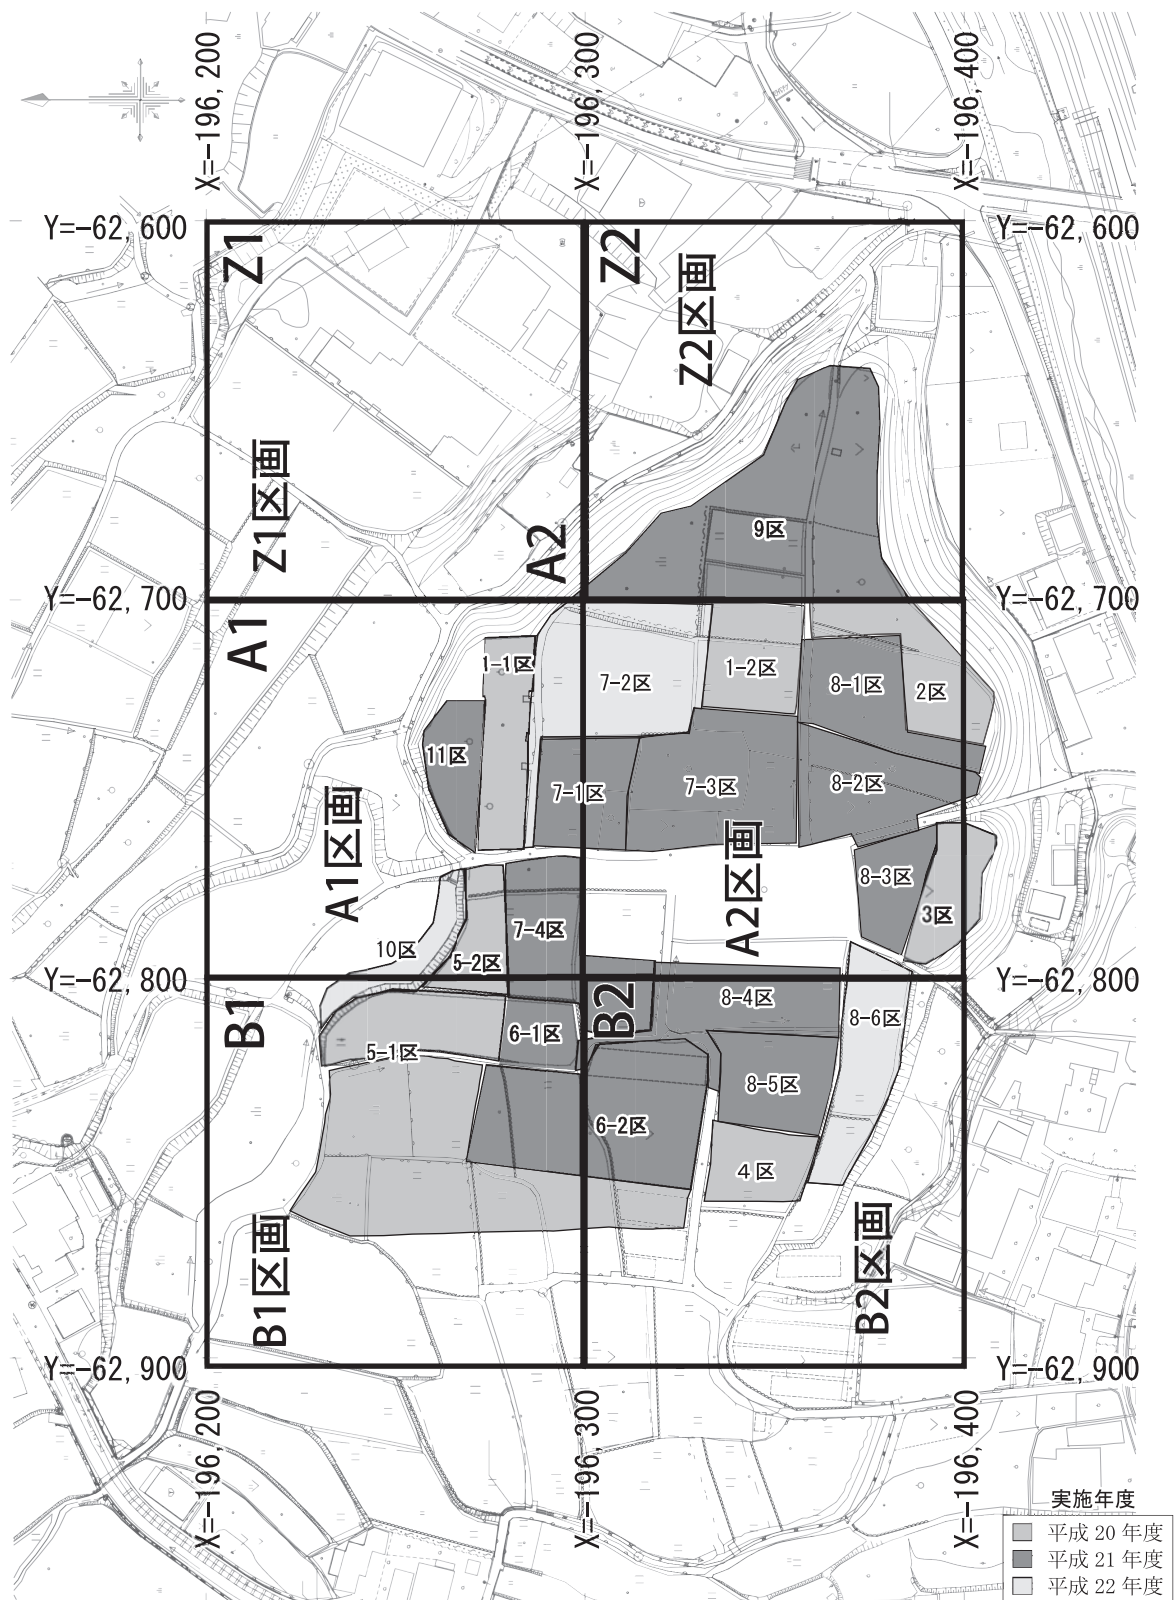 X=-196, 200
X=-196, 300
X=-196, 400
Y=-62, 600
Y=-62, 600
Z1
Z2
Z2区画
Z1区画
A2
9区
Y=-62, 700
Y=-62, 700
A1
1-1区
7-2区
1-2区
8-1区
2区
11区
7-1区
7-3区
8-2区
A1区画
A2区画
8-3区
3区
7-4区
10区
5-2区
Y=-62, 800
Y=-62, 800
B1
B2
8-4区
8-6区
6-1区
5-1区
8-5区
6-2区
4区
B1区画
B2区画
Y=-62, 900
Y=-62, 900
X=-196, 200
X=-196, 300
X=-196, 400
実施年度
平成 20 年度
平成 21 年度
平成 22 年度